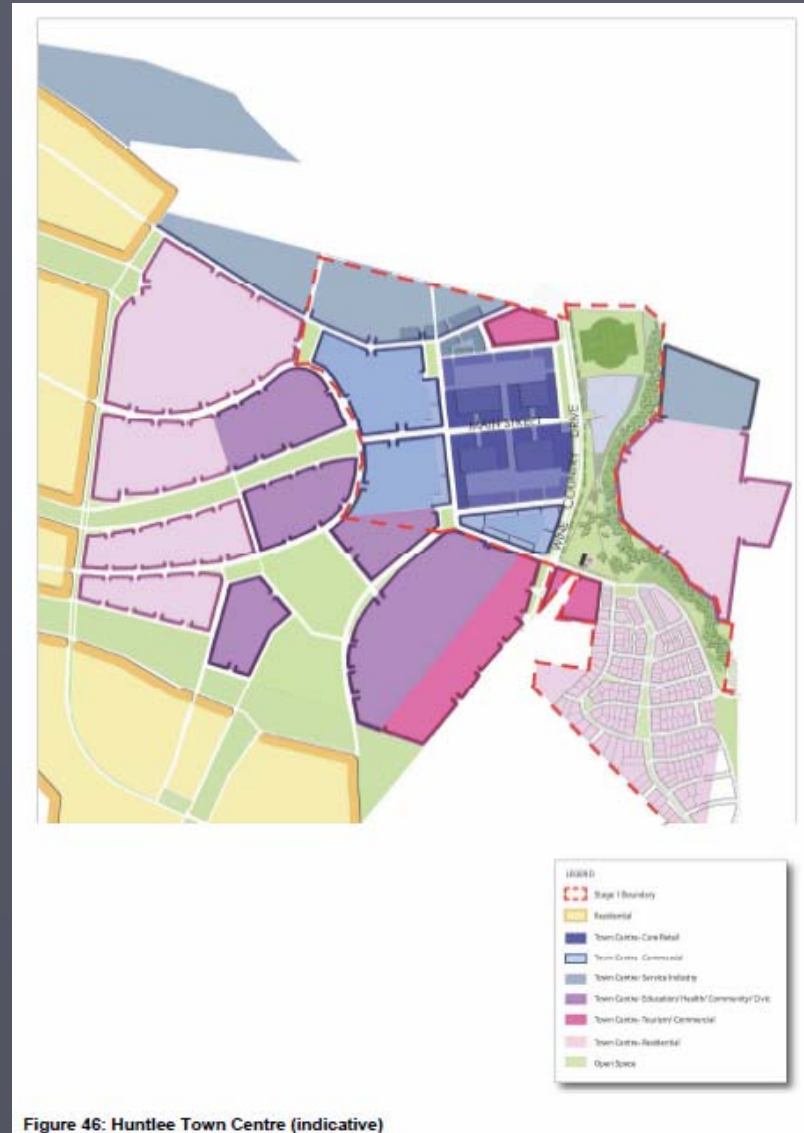 MAIN STREET
WINE COUNTRY DRIVE
LEGEND
Stage 1 Boundary
Residential
Town Centre- Core Retail
Town Centre- Commercial
Town Centre- Service Industry
Town Centre- Education/ Health/ Community/ Civic
Town Centre- Tourism/ Commercial
Town Centre- Residential
Open Space
Figure 46: Huntlee Town Centre (indicative)